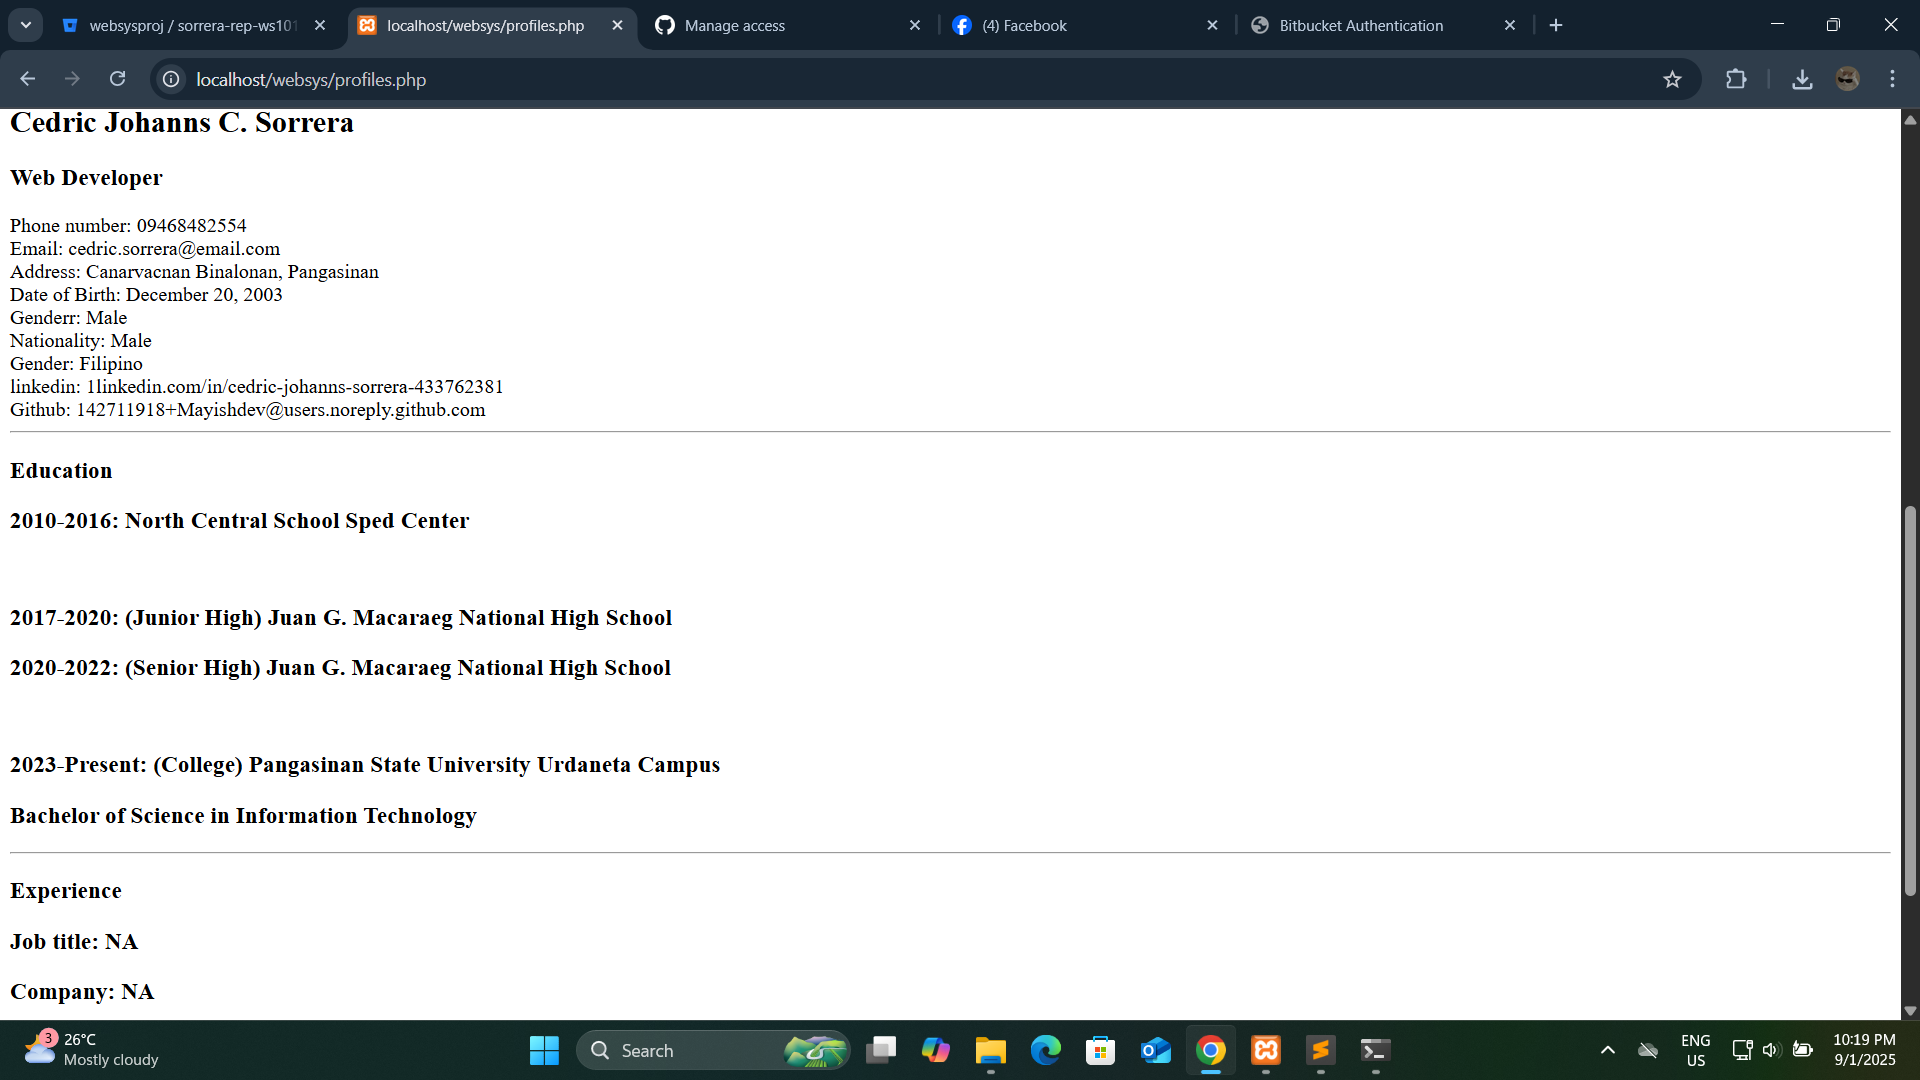 websysproj / sorrera-rep-ws101
localhost/websys/profiles.php
Manage access
(4) Facebook
Bitbucket Authentication
localhost/websys/profiles.php
Cedric Johanns C. Sorrera
Web Developer
Phone number: 09468482554
Email: cedric.sorrera@email.com
Address: Canarvacnan Binalonan, Pangasinan
Date of Birth: December 20, 2003
Genderr: Male
Nationality: Male
Gender: Filipino
linkedin: 1linkedin.com/in/cedric-johanns-sorrera-433762381
Github: 142711918+Mayishdev@users.noreply.github.com
Education
2010-2016: North Central School Sped Center
2017-2020: (Junior High) Juan G. Macaraeg National High School
2020-2022: (Senior High) Juan G. Macaraeg National High School
2023-Present: (College) Pangasinan State University Urdaneta Campus
Bachelor of Science in Information Technology
Experience
Job title: NA
Company: NA
3
26°C
Mostly cloudy
Search
ENG
US
10:19 PM
9/1/2025